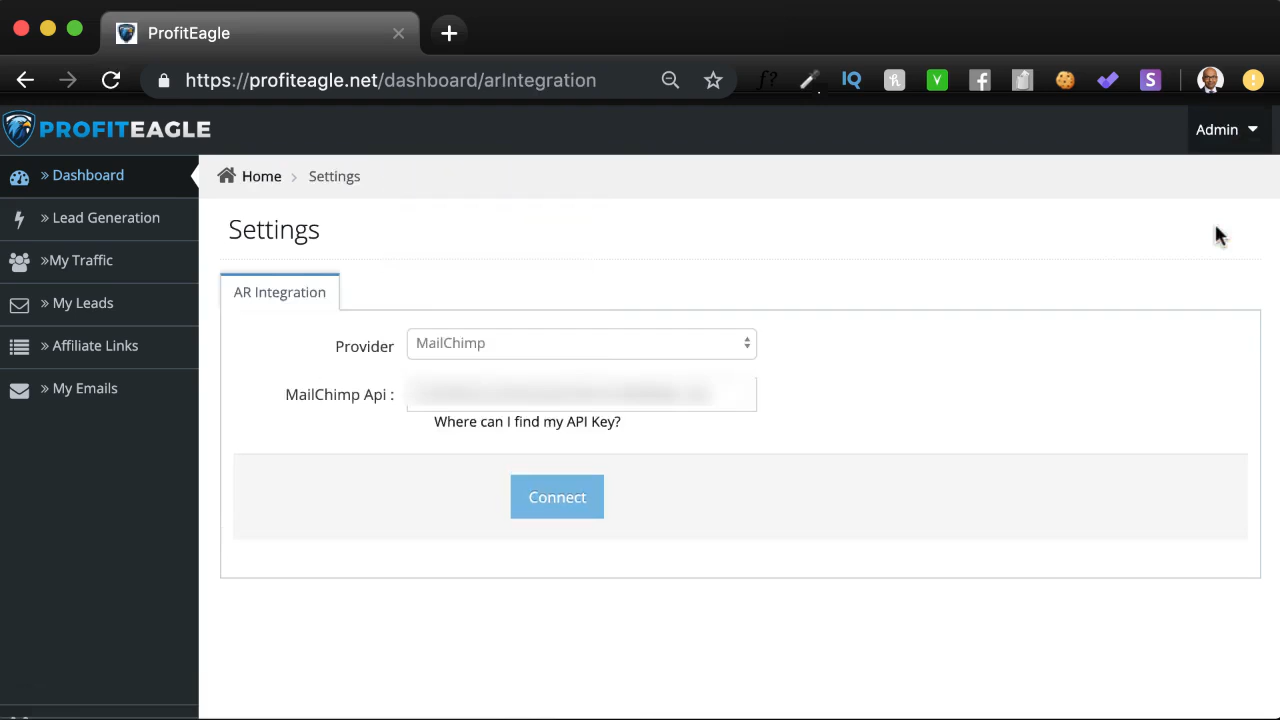 ProfitEagle
https://profiteagle.net/dashboard/arIntegration
f? IQ h V f S
PROFITEAGLE
Admin
» Dashboard
» Lead Generation
»My Traffic
» My Leads
» Affiliate Links
» My Emails
Home > Settings
Settings
AR Integration
Provider MailChimp
MailChimp Api :
Where can I find my API Key?
Connect